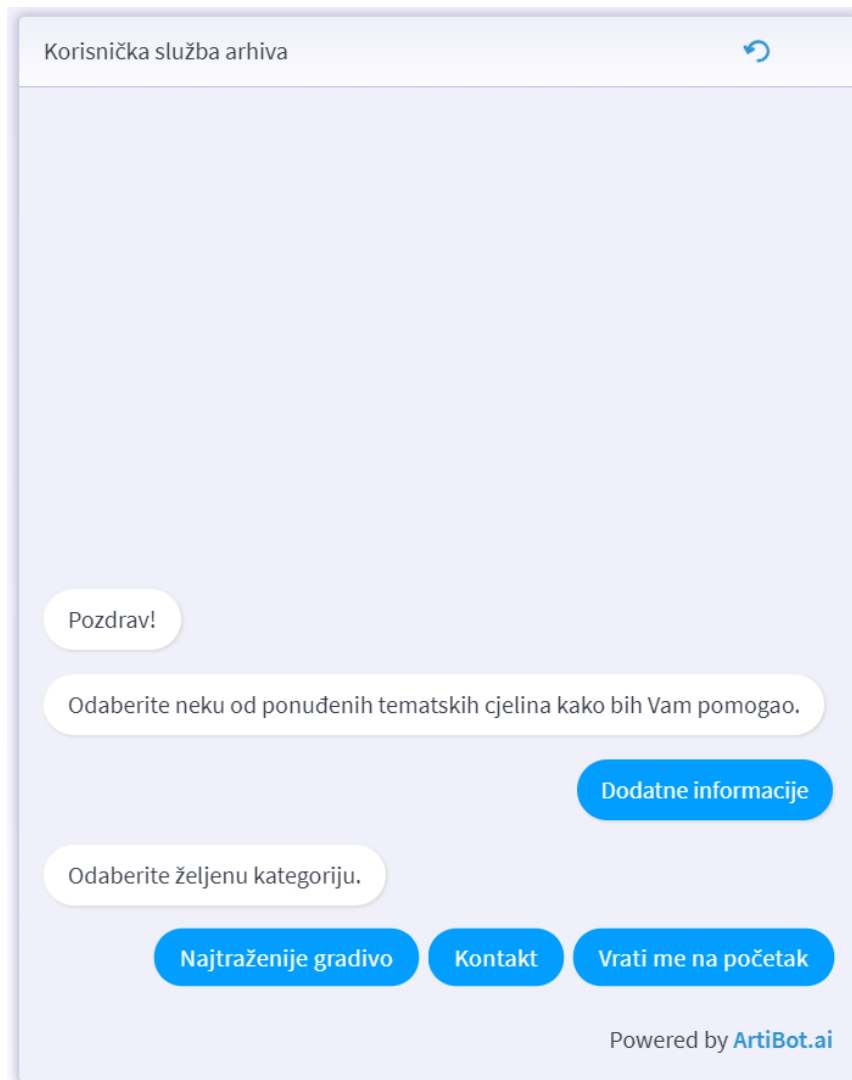 Korisnička služba arhiva
Pozdrav!
Odaberite neku od ponuđenih tematskih cjelina kako bih Vam pomogao.
Dodatne informacije
Odaberite željenu kategoriju.
Najtraženije gradivo
Kontakt
Vrati me na početak
Powered by ArtiBot.ai